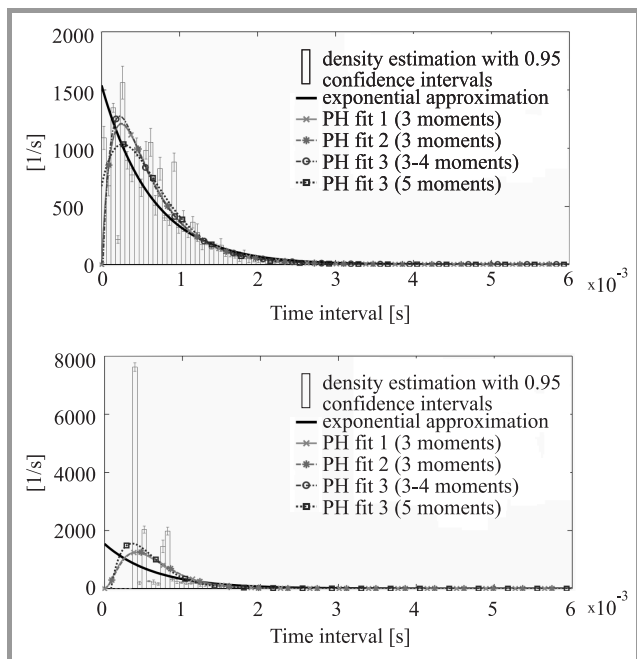 2000
1500
1000
500
0
[1/s]
density estimation with 0.95
confidence intervals
exponential approximation
PH fit 1 (3 moments)
PH fit 2 (3 moments)
PH fit 3 (3-4 moments)
PH fit 3 (5 moments)
0 1 2 3 4 5 6
×10⁻³
Time interval [s]
8000
6000
4000
2000
0
[1/s]
density estimation with 0.95
confidence intervals
exponential approximation
PH fit 1 (3 moments)
PH fit 2 (3 moments)
PH fit 3 (3-4 moments)
PH fit 3 (5 moments)
0 1 2 3 4 5 6
×10⁻³
Time interval [s]